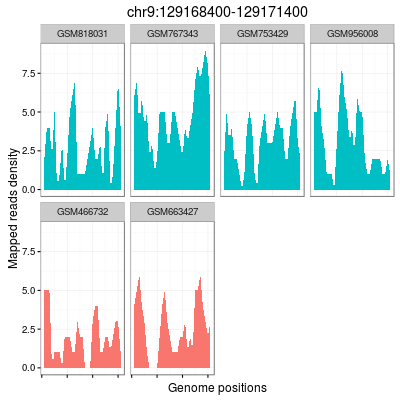 chr9:129168400-129171400
GSM818031 GSM767343 GSM753429 GSM956008
7.5
5.0
2.5
0.0
GSM466732 GSM663427
7.5
5.0
2.5
0.0
Mapped reads density
Genome positions